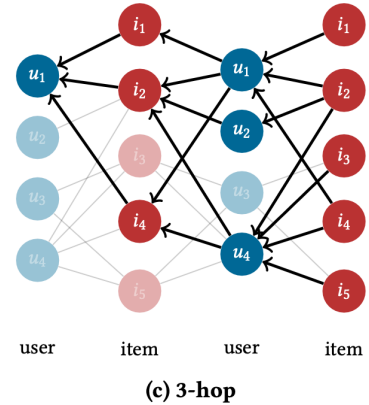 i₁ i₁
u₁ u₁
i₂ i₂
u₂ u₂
i₃ i₃
u₃ u₃
i₄ i₄
u₄ u₄
i₅ i₅
user item user item
(c) 3-hop